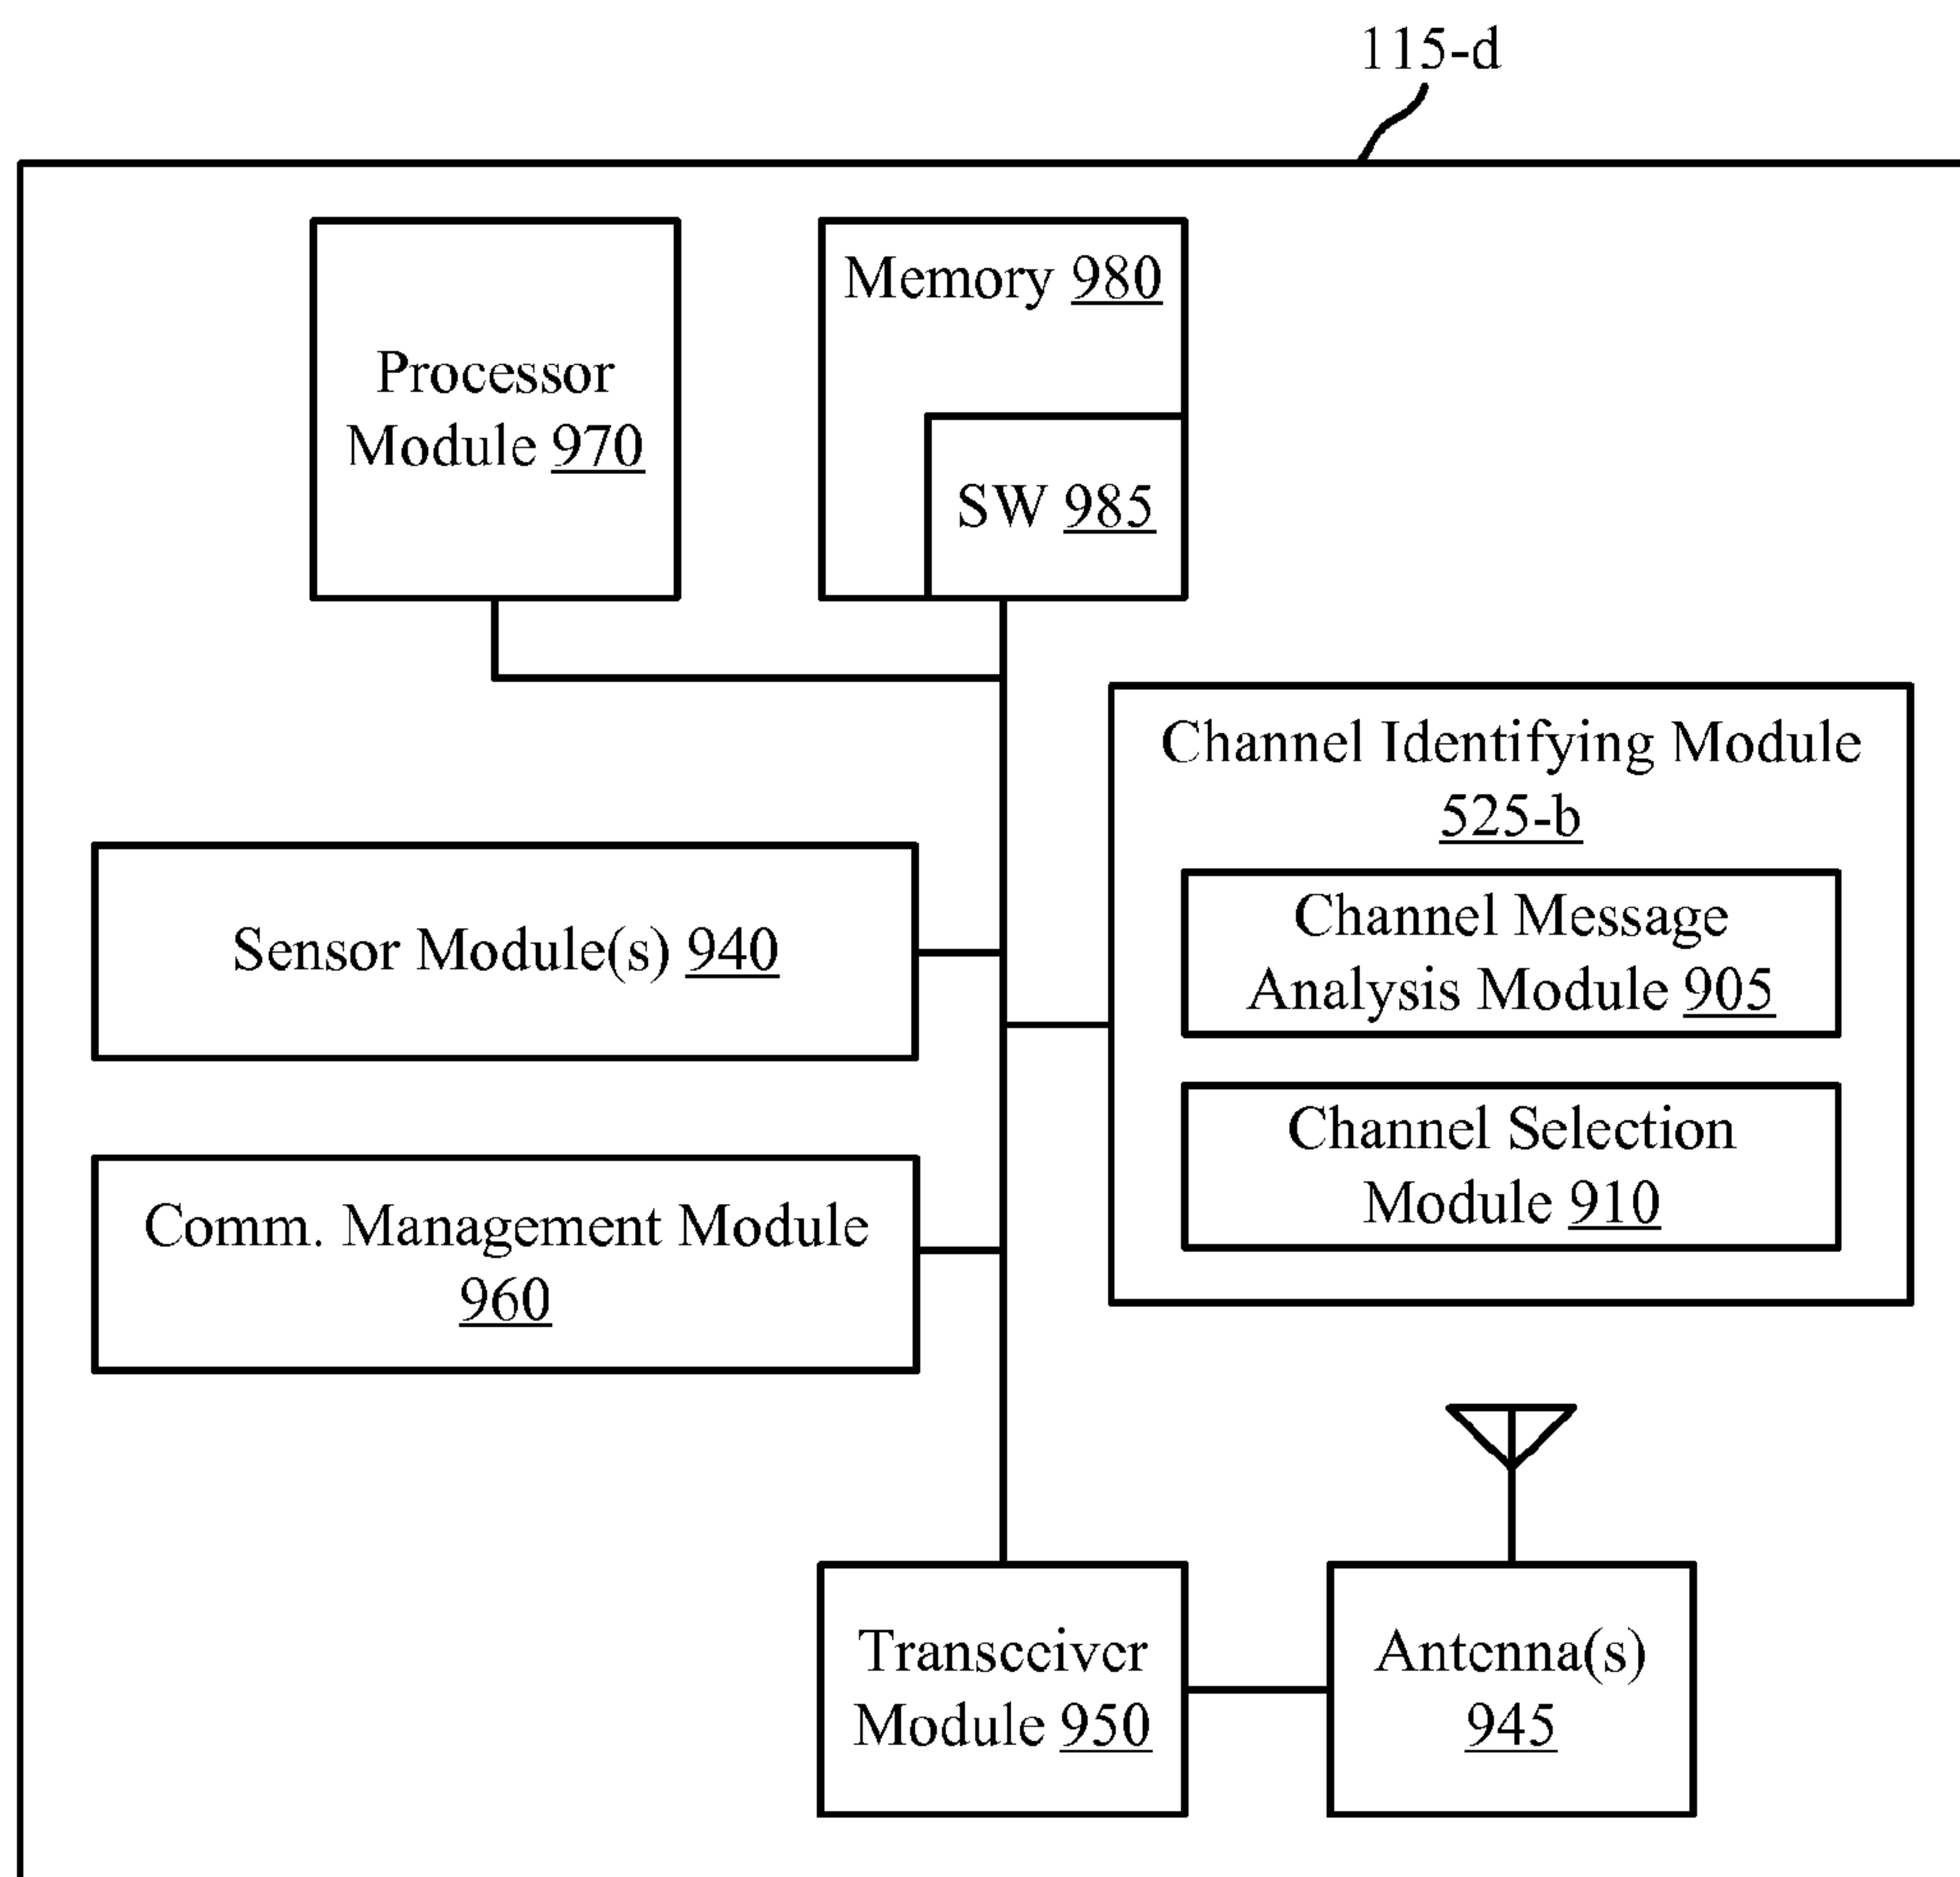 115-d
Processor
Module 970
Memory 980
SW 985
Channel Identifying Module
525-b
Channel Message
Analysis Module 905
Channel Selection
Module 910
Sensor Module(s) 940
Comm. Management Module
960
Transceiver
Module 950
Antenna(s)
945